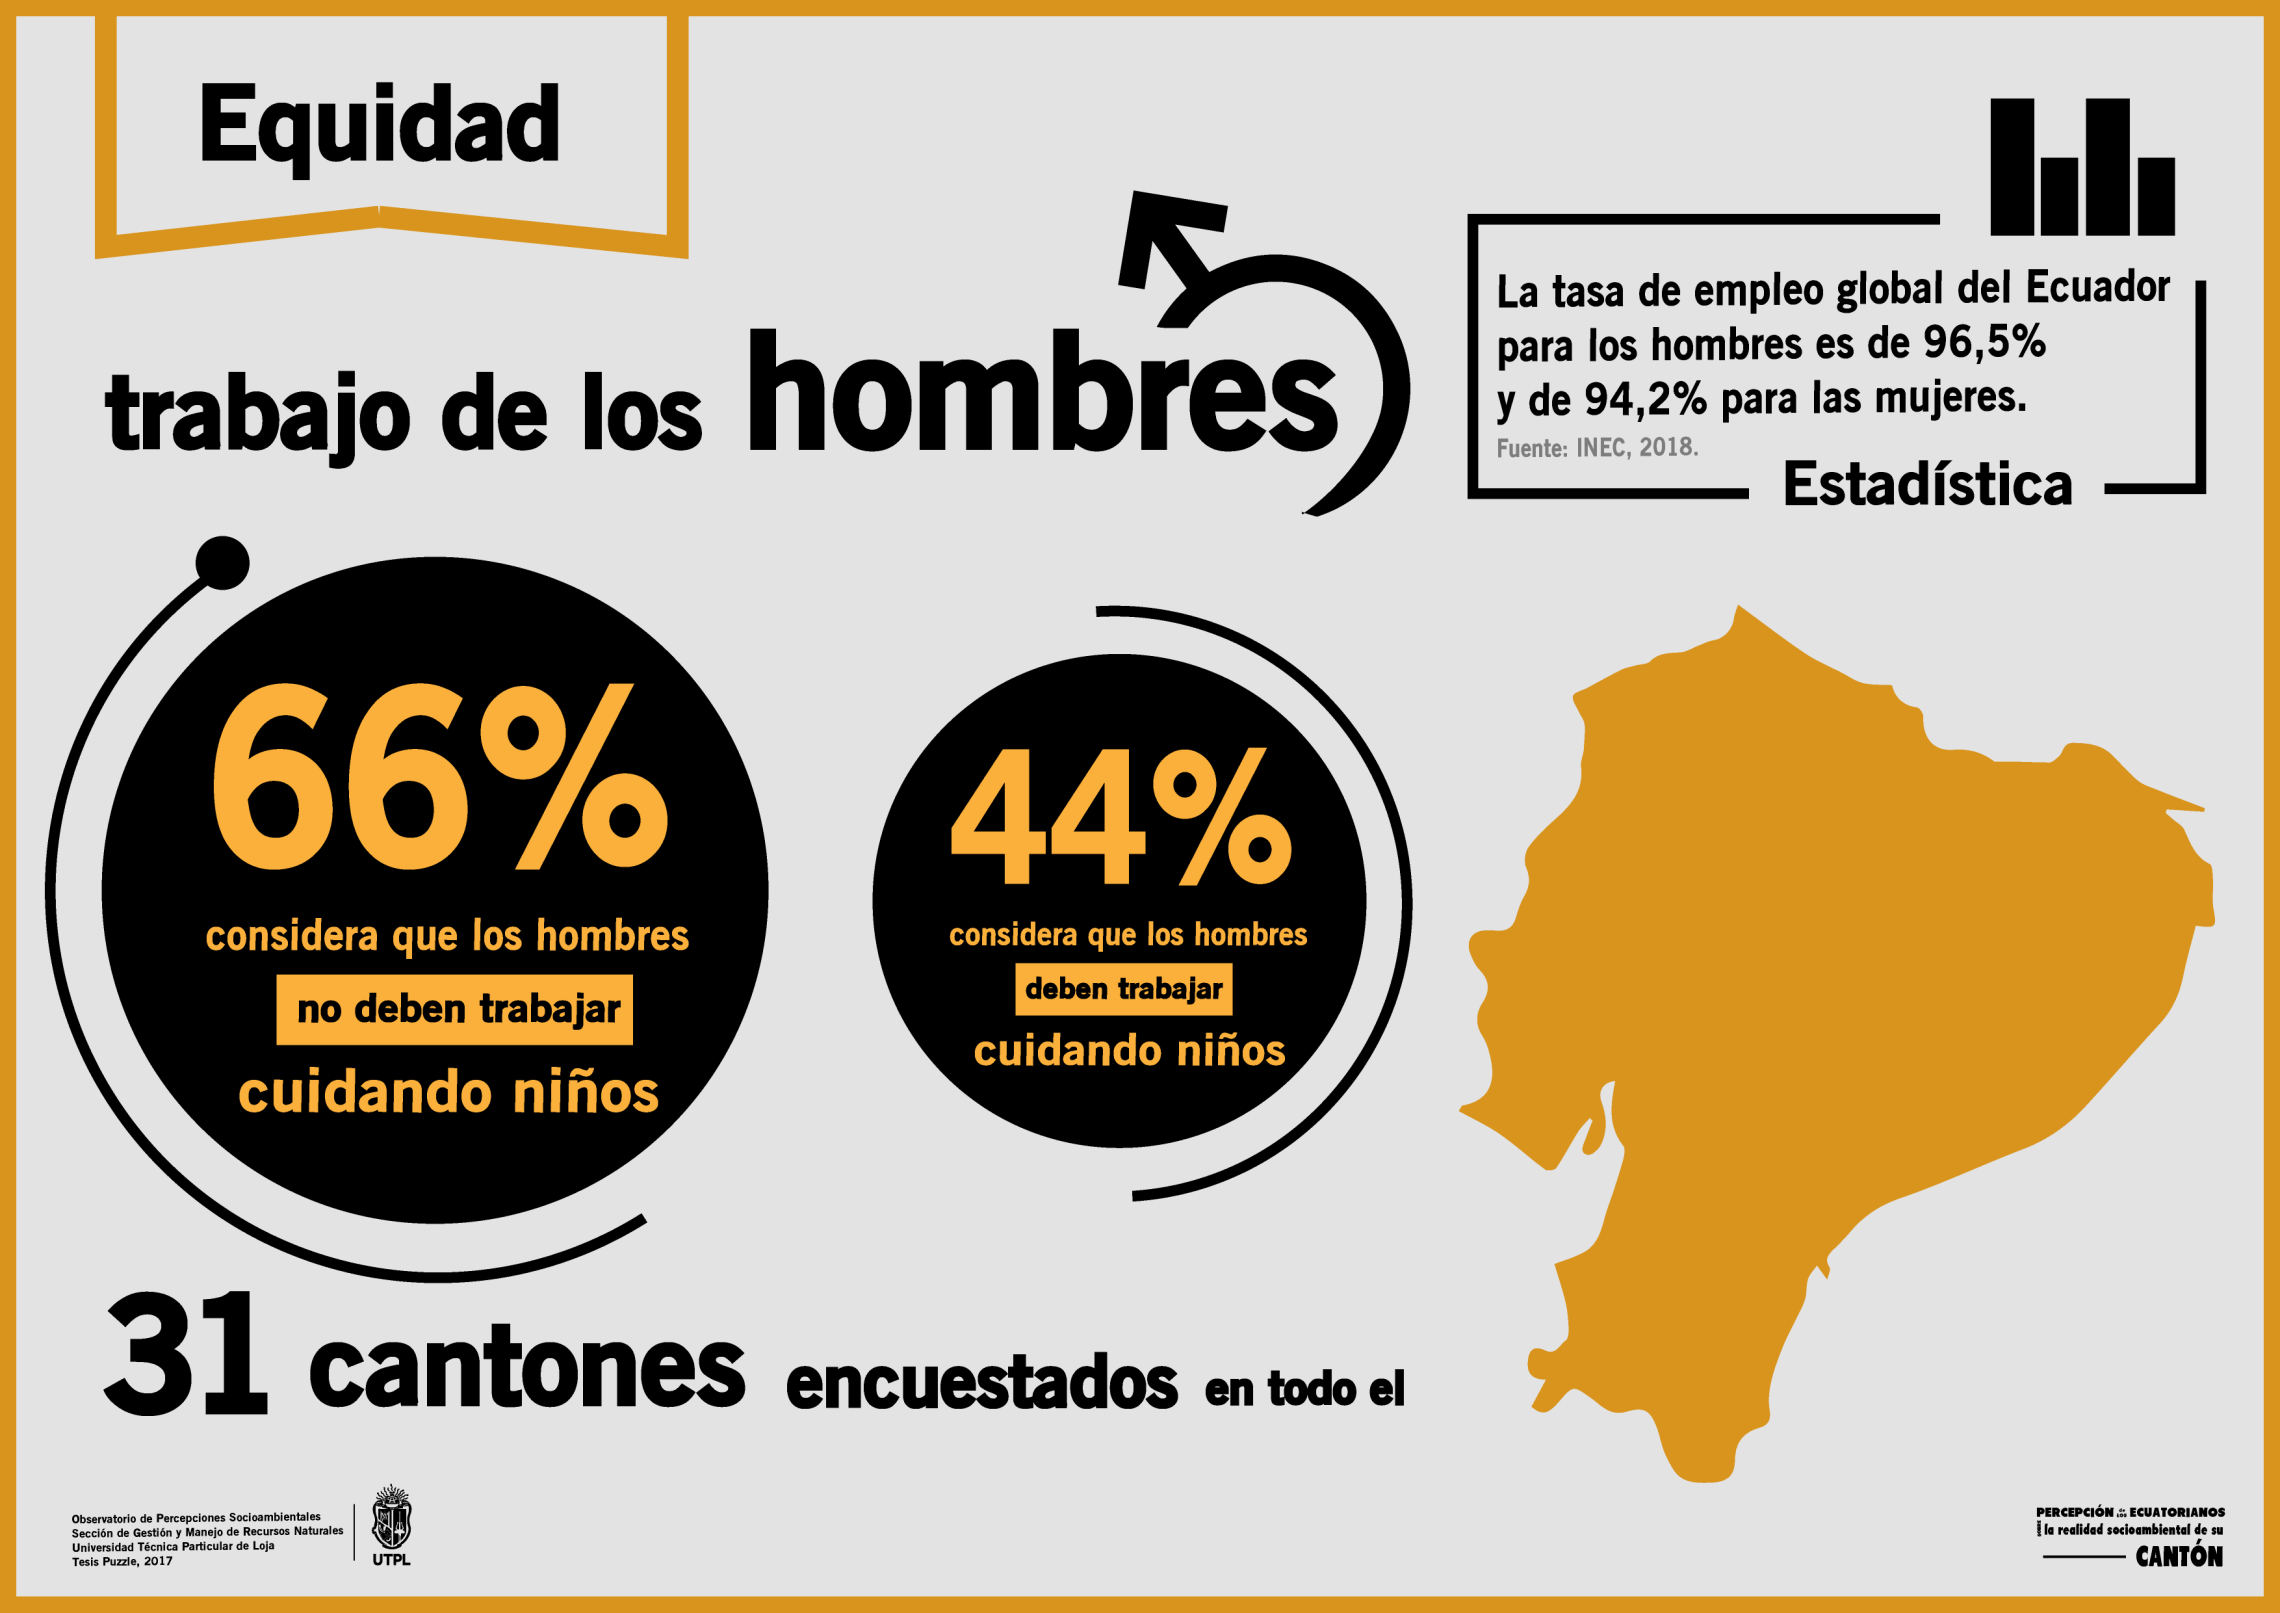 Equidad
trabajo de los hombres
La tasa de empleo global del Ecuador
para los hombres es de 96,5%
y de 94,2% para las mujeres.
Fuente: INEC, 2018.
Estadística
66%
considera que los hombres
no deben trabajar
cuidando niños
44%
considera que los hombres
deben trabajar
cuidando niños
31 cantones encuestados en todo el
Observatorio de Percepciones Socioambientales
Sección de Gestión y Manejo de Recursos Naturales
Universidad Técnica Particular de Loja
Tesis Puzzle, 2017
UTPL
PERCEPCIÓN de los ECUATORIANOS
SOBRE la realidad socioambiental de su
CANTÓN